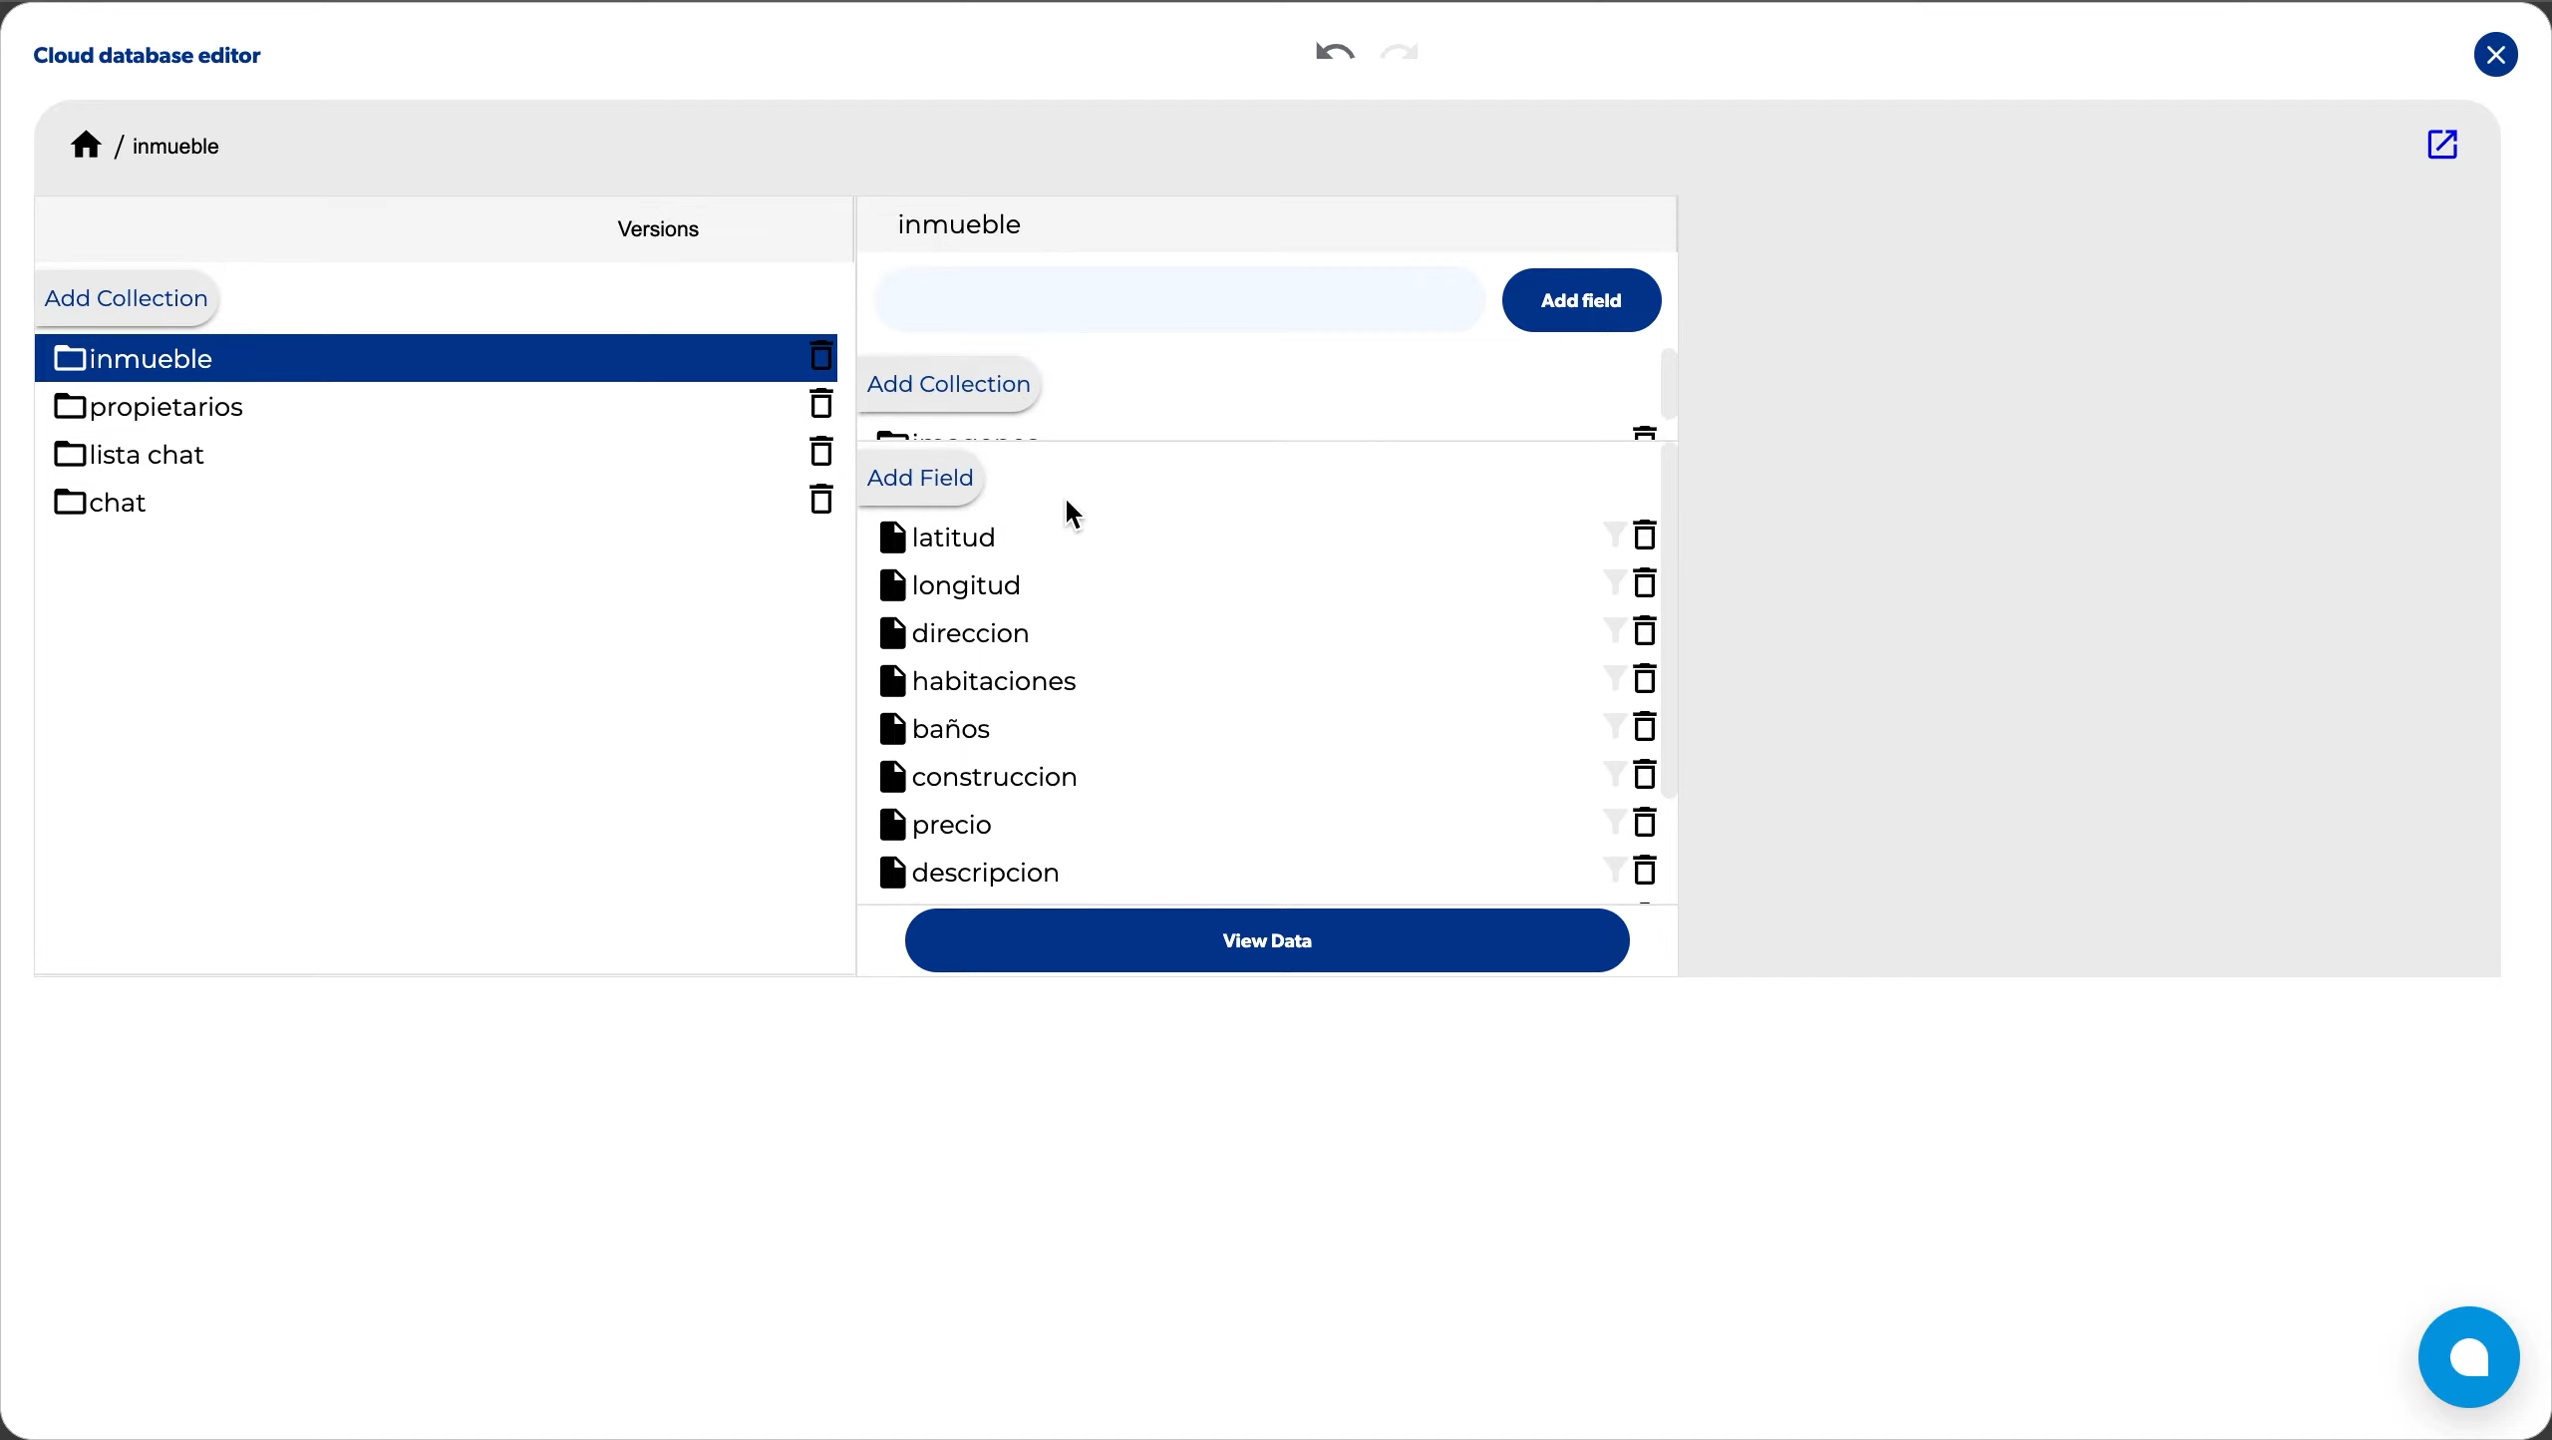 Cloud database editor
/ inmueble
Versions
Add Collection
inmueble
propietarios
lista chat
chat
inmueble
Add field
Add Collection
Add Field
latitud
longitud
direccion
habitaciones
baños
construccion
precio
descripcion
View Data